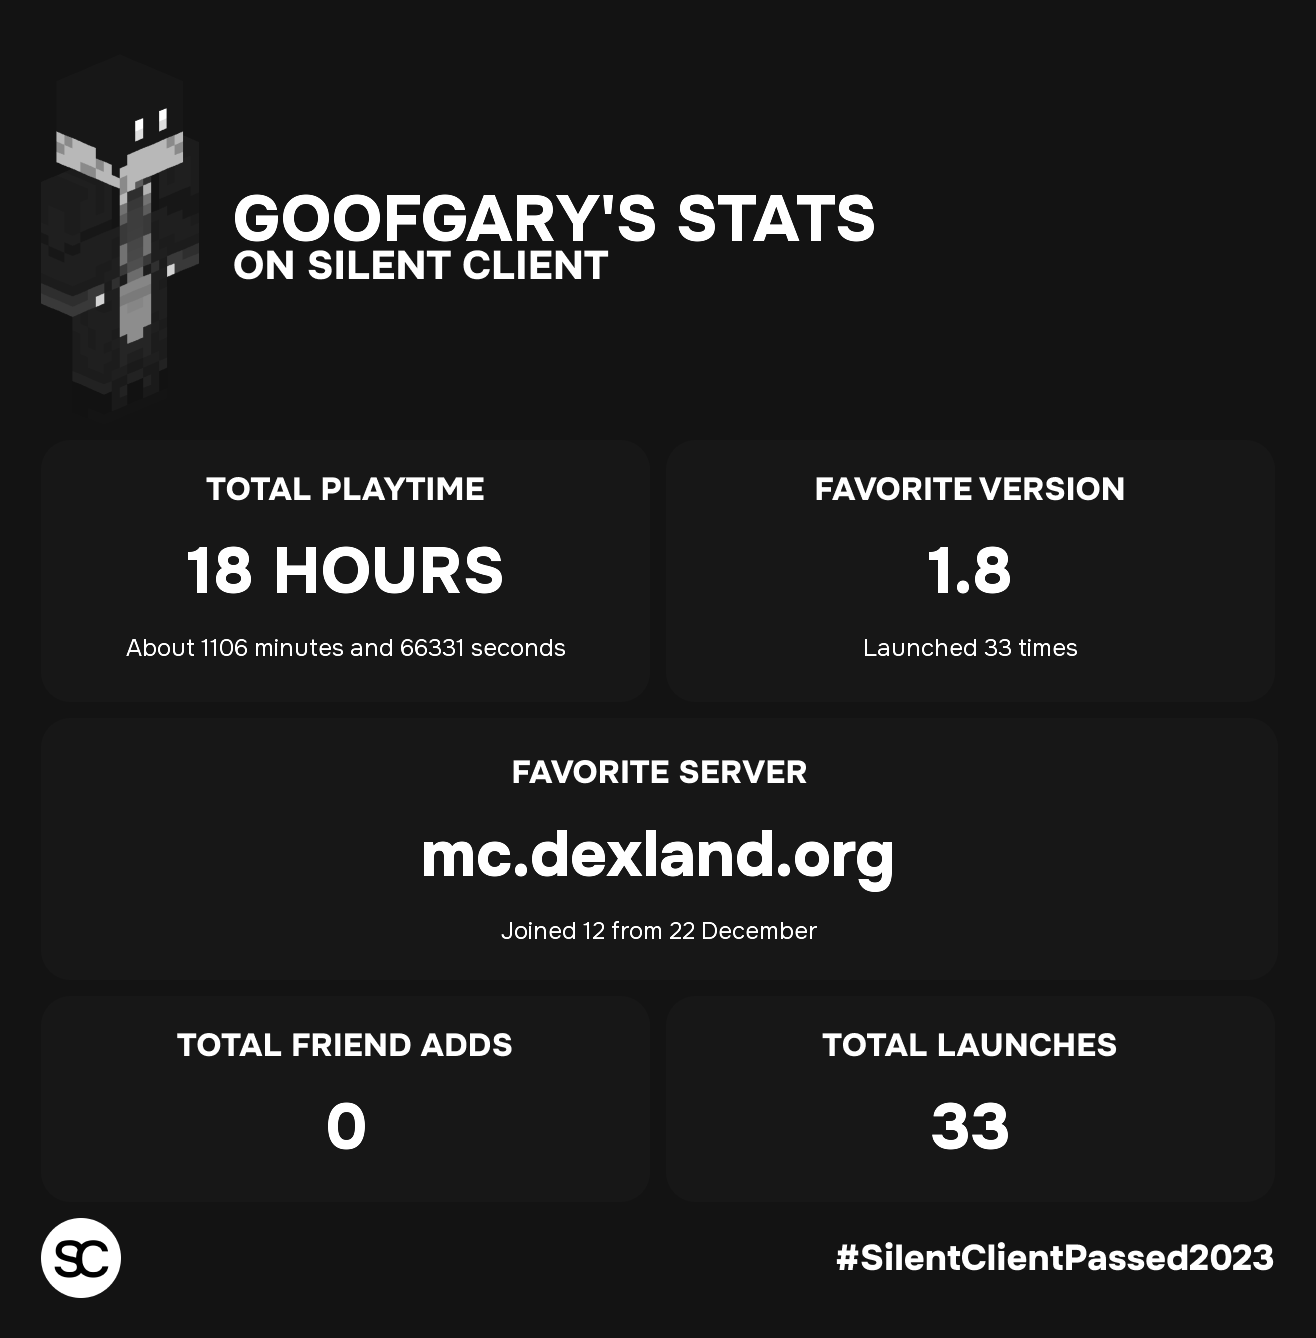 GOOFGARY'S STATS
ON SILENT CLIENT
TOTAL PLAYTIME
18 HOURS
About 1106 minutes and 66331 seconds
FAVORITE VERSION
1.8
Launched 33 times
FAVORITE SERVER
mc.dexland.org
Joined 12 from 22 December
TOTAL FRIEND ADDS
0
TOTAL LAUNCHES
33
SC
#SilentClientPassed2023